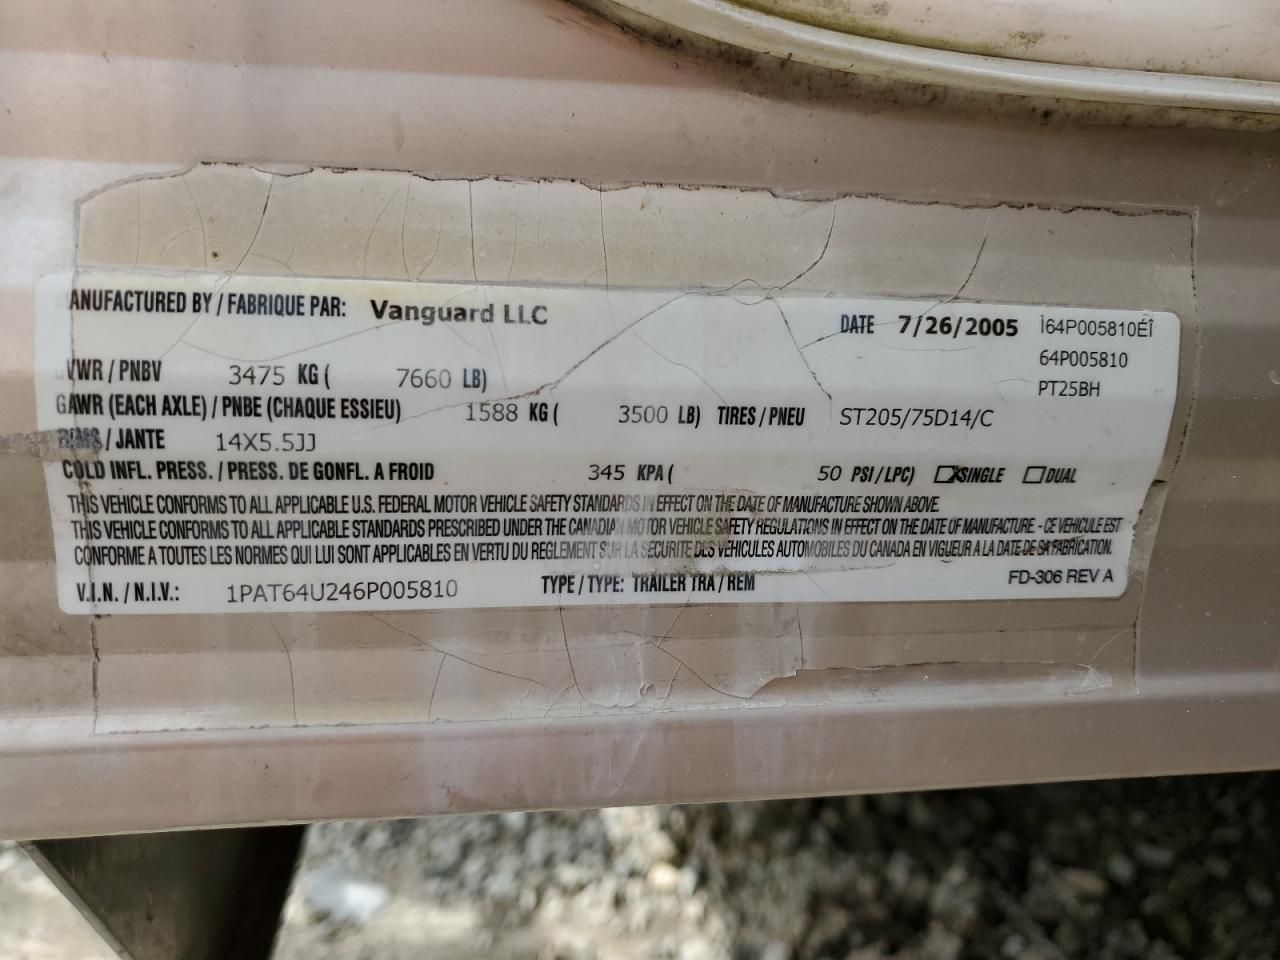 MANUFACTURED BY / FABRIQUE PAR: Vanguard LLC DATE 7/26/2005 Ì64P005810ÉÎ
64P005810
GVWR / PNBV 3475 KG ( 7660 LB) PT25BH
GAWR (EACH AXLE) / PNBE (CHAQUE ESSIEU) 1588 KG ( 3500 LB) TIRES / PNEU ST205/75D14/C
RIMS / JANTE 14X5.5JJ
COLD INFL. PRESS. / PRESS. DE GONFL. A FROID 345 KPA ( 50 PSI / LPC) ☒ SINGLE ☐ DUAL
THIS VEHICLE CONFORMS TO ALL APPLICABLE U.S. FEDERAL MOTOR VEHICLE SAFETY STANDARDS IN EFFECT ON THE DATE OF MANUFACTURE SHOWN ABOVE.
THIS VEHICLE CONFORMS TO ALL APPLICABLE STANDARDS PRESCRIBED UNDER THE CANADIAN MOTOR VEHICLE SAFETY REGULATIONS IN EFFECT ON THE DATE OF MANUFACTURE - CE VEHICULE EST
CONFORME A TOUTES LES NORMES QUI LUI SONT APPLICABLES EN VERTU DU REGLEMENT SUR LA SECURITE DES VEHICULES AUTOMOBILES DU CANADA EN VIGUEUR A LA DATE DE SA FABRICATION.
V.I.N. / N.I.V.: 1PAT64U246P005810 TYPE / TYPE: TRAILER TRA / REM FD-306 REV A